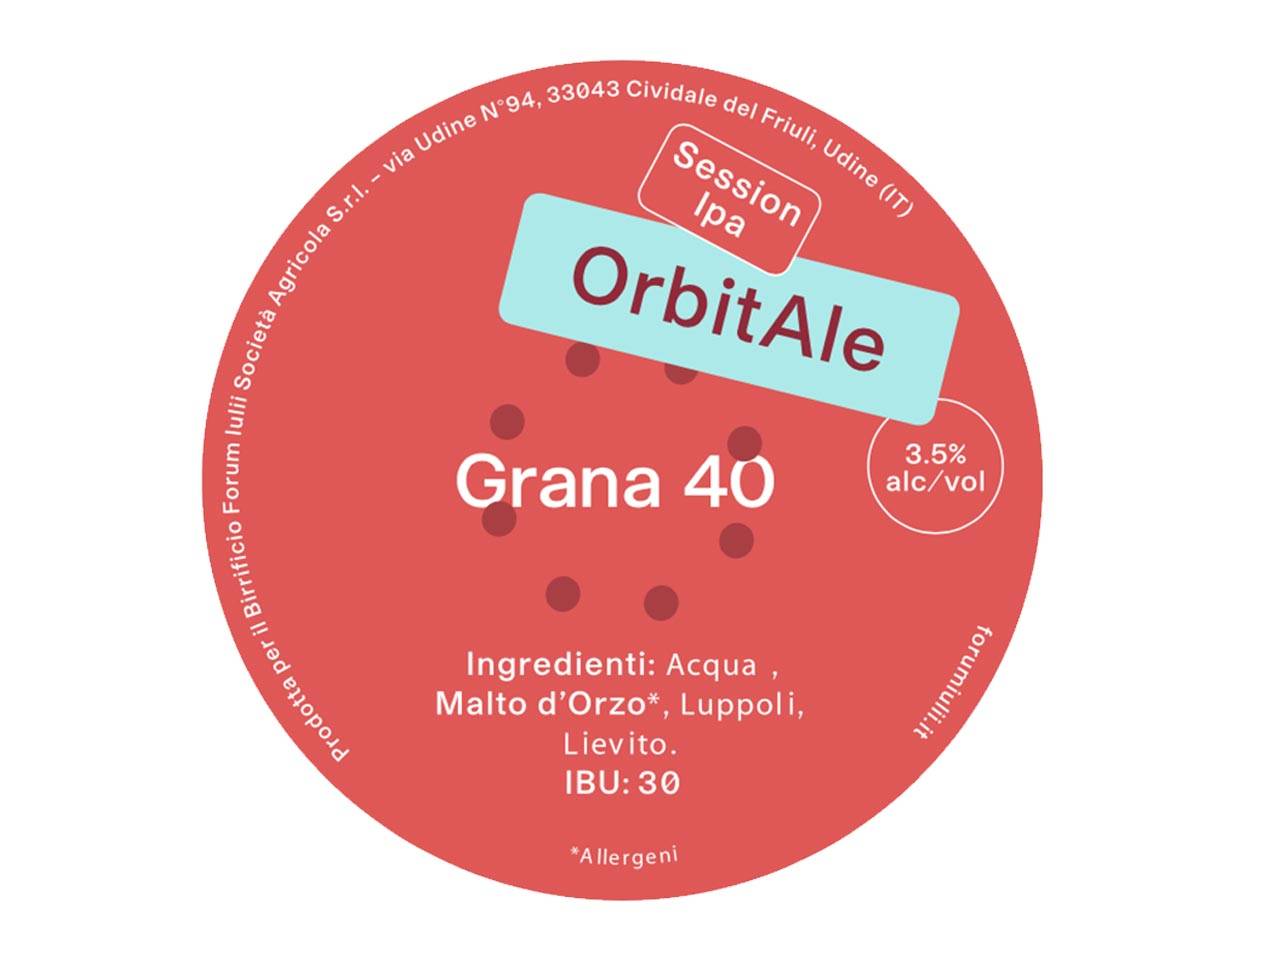 Prodotta per il Birrificio Forum Iulii Società Agricola S.r.l. – via Udine N°94, 33043 Cividale del Friuli, Udine (IT)
Session
Ipa
OrbitAle
3.5%
alc/vol
Grana 40
Ingredienti: Acqua ,
Malto d’Orzo*, Luppoli,
Lievito.
IBU: 30
*Allergeni
forumiulii.it